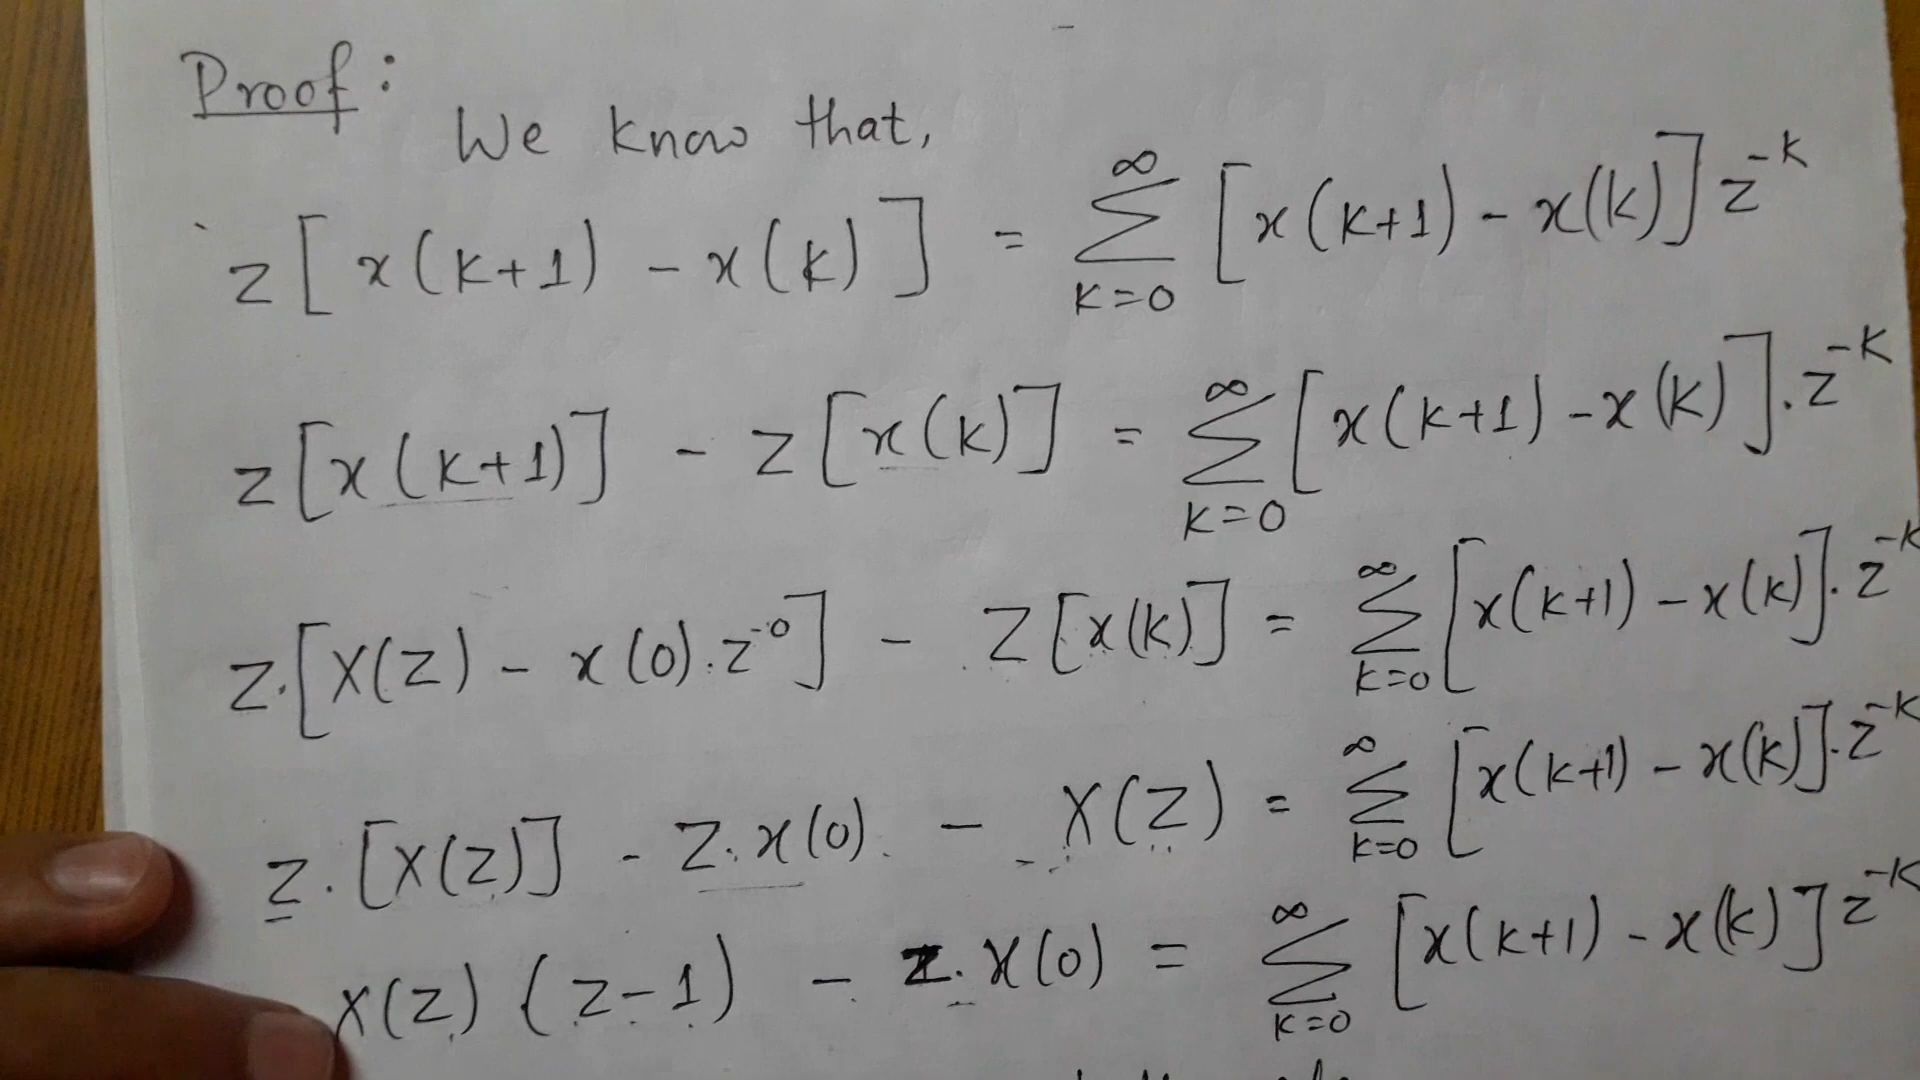 Proof:
We know that,
z[x(k+1) - x(k)] = ∑_{k=0}^{∞} [x(k+1) - x(k)] z^{-k}
z[x(k+1)] - z[x(k)] = ∑_{k=0}^{∞} [x(k+1) - x(k)]. z^{-k}
z.[X(z) - x(0).z^{-0}] - Z[x(k)] = ∑_{k=0}^{∞} [x(k+1) - x(k)]. z^{-k}
z.[X(z)] - z.x(0) - X(z) = ∑_{k=0}^{∞} [x(k+1) - x(k)]. z^{-k}
X(z) (z-1) - z.x(0) = ∑_{k=0}^{∞} [x(k+1) - x(k)] z^{-k}